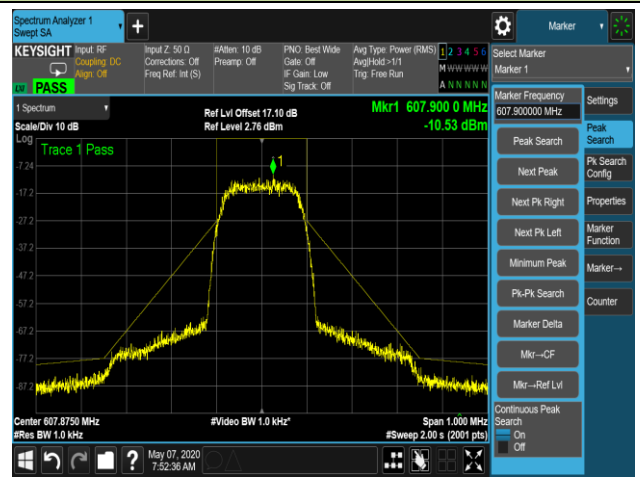 Spectrum Analyzer 1
Swept SA
+
Marker
KEYSIGHT
Input: RF
Coupling: DC
Align: Off
Input Z: 50 Ω
Corrections: Off
Freq Ref: Int (S)
#Atten: 10 dB
Preamp: Off
PNO: Best Wide
Gate: Off
IF Gain: Low
Sig Track: Off
Avg Type: Power (RMS)
Avg|Hold:>1/1
Trig: Free Run
1 2 3 4 5 6
M W W W W W
A N N N N N
PASS
Select Marker
Marker 1
1 Spectrum
Scale/Div 10 dB
Ref Lvl Offset 17.10 dB
Ref Level 2.76 dBm
Mkr1 607.900 0 MHz
-10.53 dBm
Log
Trace 1 Pass
1
-7.24
-17.2
-27.2
-37.2
-47.2
-57.2
-67.2
-77.2
-87.2
Center 607.8750 MHz
#Res BW 1.0 kHz
#Video BW 1.0 kHz*
Span 1.000 MHz
#Sweep 2.00 s (2001 pts)
Marker Frequency
607.900000 MHz
Peak Search
Next Peak
Next Pk Right
Next Pk Left
Minimum Peak
Pk-Pk Search
Marker Delta
Mkr→CF
Mkr→Ref Lvl
Continuous Peak
Search
On
Off
Settings
Peak
Search
Pk Search
Config
Properties
Marker
Function
Marker→
Counter
?
May 07, 2020
7:52:36 AM